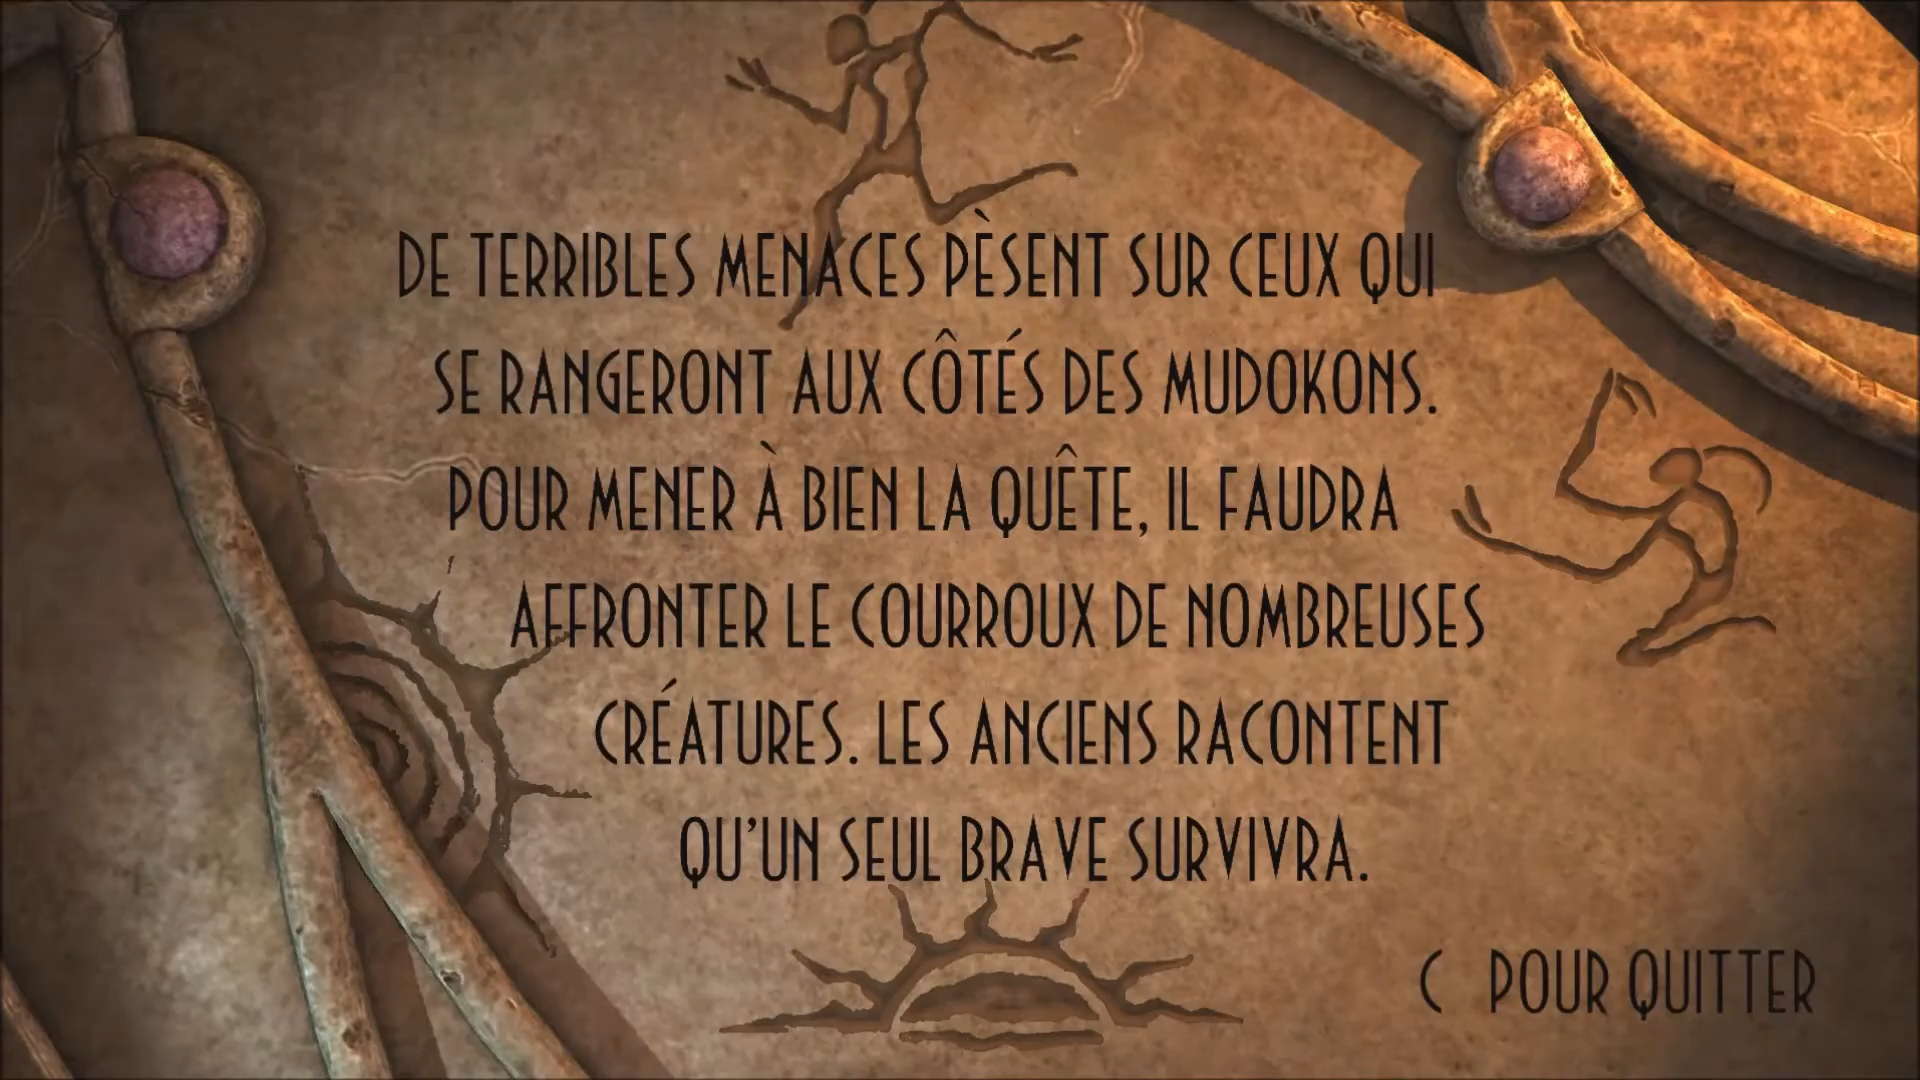 DE TERRIBLES MENACES PÈSENT SUR CEUX QUI
SE RANGERONT AUX CÔTÉS DES MUDOKONS.
POUR MENER À BIEN LA QUÊTE, IL FAUDRA
AFFRONTER LE COURROUX DE NOMBREUSES
CRÉATURES. LES ANCIENS RACONTENT
QU'UN SEUL BRAVE SURVIVRA.
C POUR QUITTER